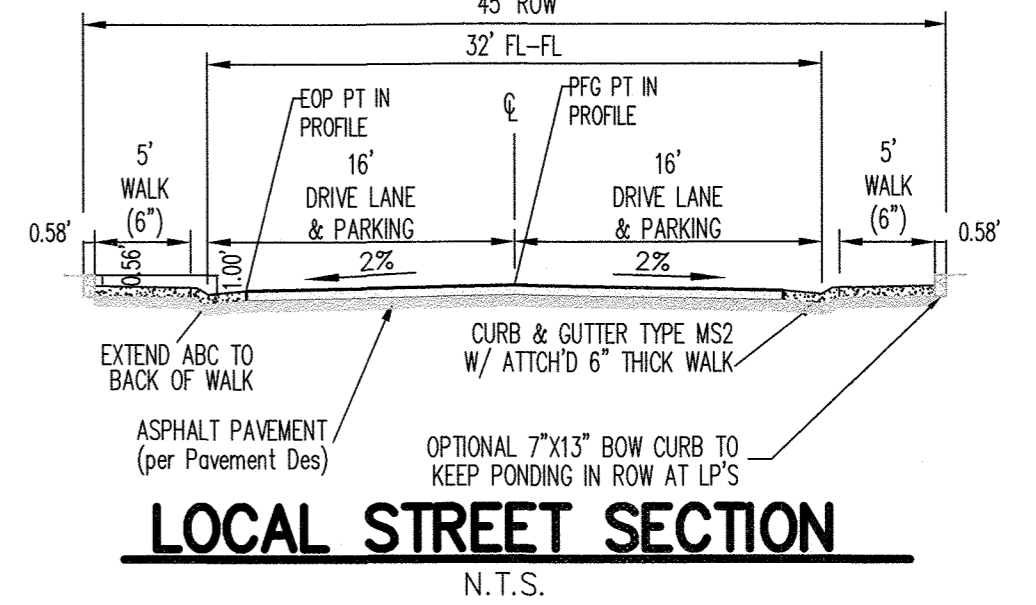 45' ROW
32' FL-FL
EOP PT IN
PROFILE
℄
PFG PT IN
PROFILE
5'
WALK
(6")
16'
DRIVE LANE
& PARKING
16'
DRIVE LANE
& PARKING
5'
WALK
(6")
0.58'
0.58'
0.56'
1.00'
2%
2%
EXTEND ABC TO
BACK OF WALK
CURB & GUTTER TYPE MS2
W/ ATTCH'D 6" THICK WALK
ASPHALT PAVEMENT
(per Pavement Des)
OPTIONAL 7"X13" BOW CURB TO
KEEP PONDING IN ROW AT LP'S
LOCAL STREET SECTION
N.T.S.